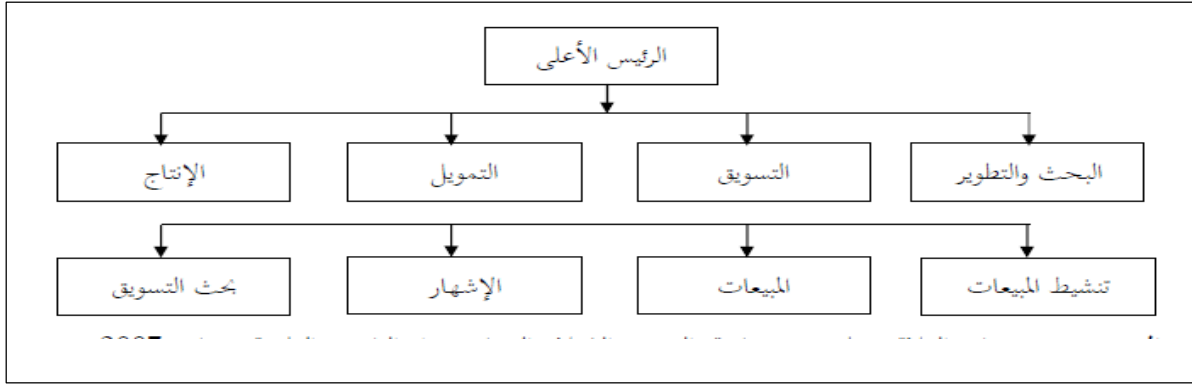 الرئيس الأعلى
البحث والتطوير
التسويق
التمويل
الإنتاج
تنشيط المبيعات
المبيعات
الإشهار
بحث التسويق